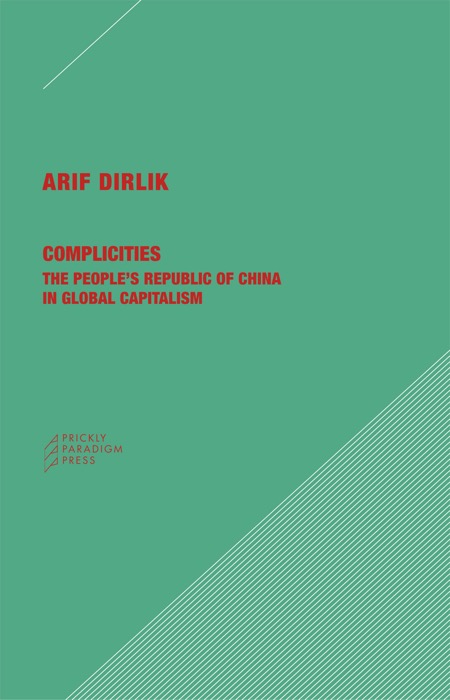 ARIF DIRLIK
COMPLICITIES
THE PEOPLE'S REPUBLIC OF CHINA
IN GLOBAL CAPITALISM
PRICKLY
PARADIGM
PRESS